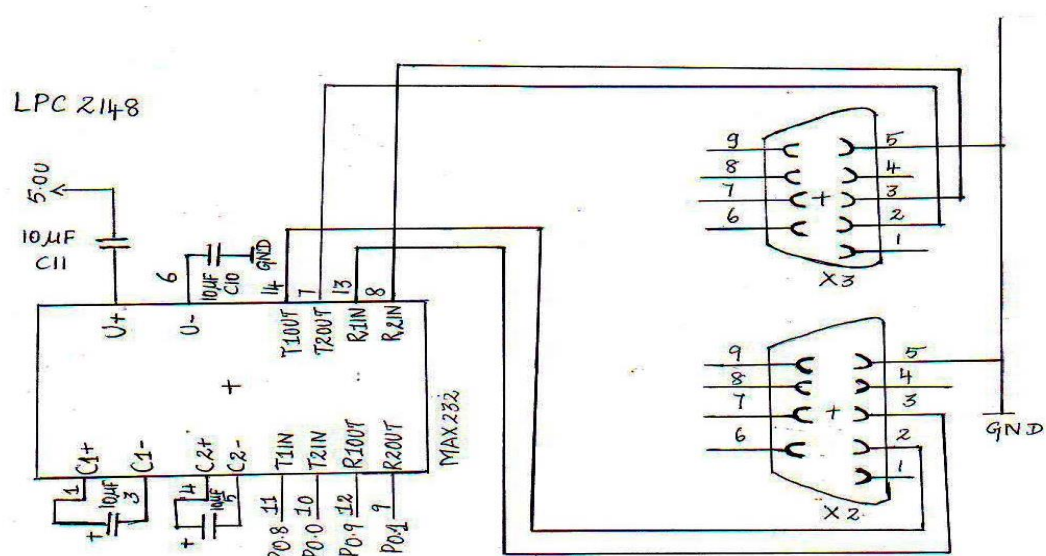 LPC 2148
5.0V
10µF
C11
6
10µF
C10
GND
14
7
13
8
V+
V-
T1OUT
T2OUT
R1IN
R2IN
+
MAX232
C1+
C1-
C2+
C2-
T1IN
T2IN
R1OUT
R2OUT
1
+
10µF
3
4
+
10µF
5
P0.8 11
P0.0 10
P0.9 12
P0.1 9
9
8
7
6
+
5
4
3
2
1
X3
9
8
7
6
+
5
4
3
2
1
X2
GND